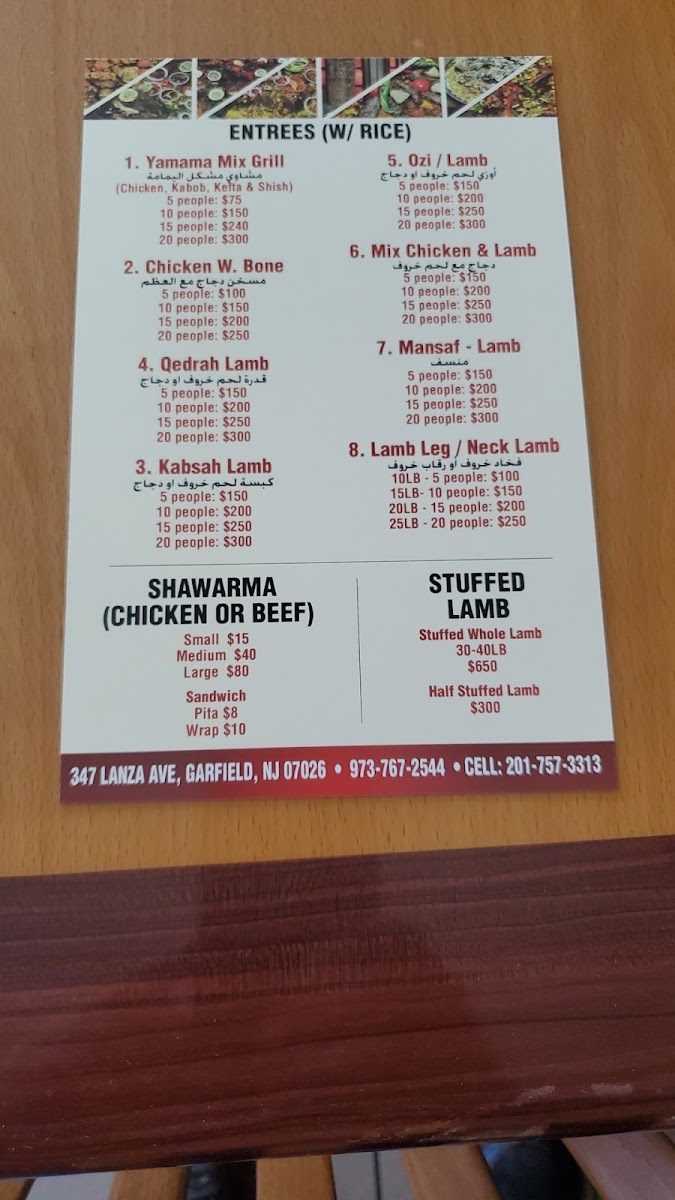 ENTREES (W/ RICE)
1. Yamama Mix Grill
مشاوي مشكل اليمامة
(Chicken, Kabob, Kefta & Shish)
5 people: $75
10 people: $150
15 people: $240
20 people: $300
2. Chicken W. Bone
مسخن دجاج مع العظم
5 people: $100
10 people: $150
15 people: $200
20 people: $250
4. Qedrah Lamb
قدرة لحم خروف او دجاج
5 people: $150
10 people: $200
15 people: $250
20 people: $300
3. Kabsah Lamb
كبسة لحم خروف او دجاج
5 people: $150
10 people: $200
15 people: $250
20 people: $300
5. Ozi / Lamb
أوزي لحم خروف او دجاج
5 people: $150
10 people: $200
15 people: $250
20 people: $300
6. Mix Chicken & Lamb
دجاج مع لحم خروف
5 people: $150
10 people: $200
15 people: $250
20 people: $300
7. Mansaf - Lamb
منسف
5 people: $150
10 people: $200
15 people: $250
20 people: $300
8. Lamb Leg / Neck Lamb
فخاد خروف أو رقاب خروف
10LB - 5 people: $100
15LB- 10 people: $150
20LB - 15 people: $200
25LB - 20 people: $250
SHAWARMA
(CHICKEN OR BEEF)
Small $15
Medium $40
Large $80
Sandwich
Pita $8
Wrap $10
STUFFED
LAMB
Stuffed Whole Lamb
30-40LB
$650
Half Stuffed Lamb
$300
347 LANZA AVE, GARFIELD, NJ 07026 • 973-767-2544 • CELL: 201-757-3313